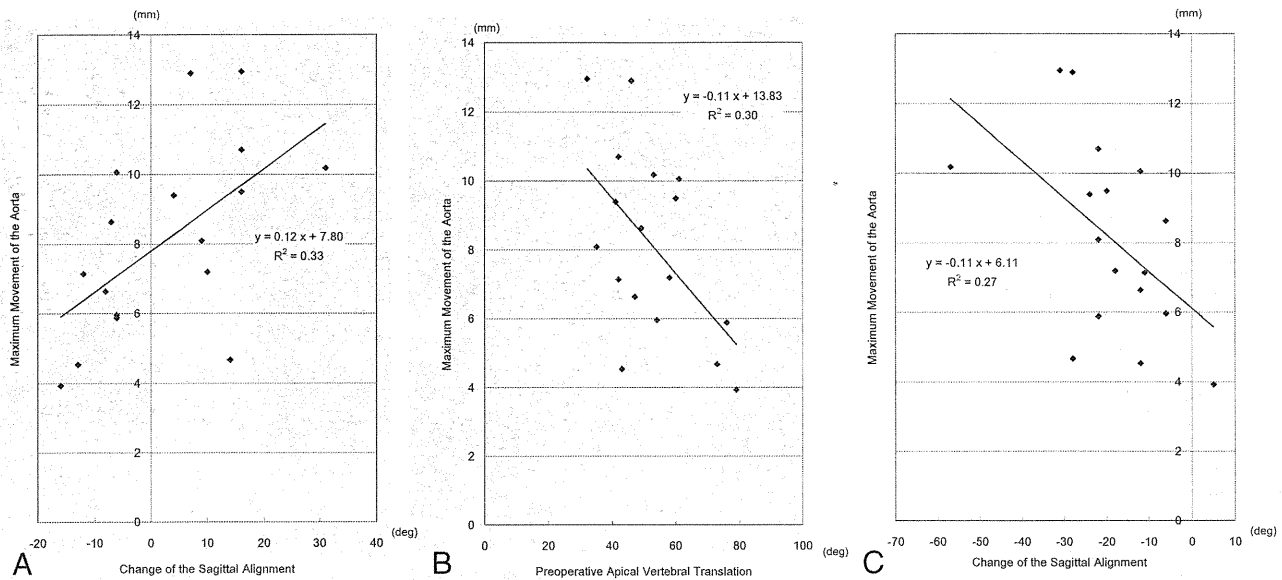 (mm)
14
12
10
8
6
4
2
0
Maximum Movement of the Aorta
y = 0.12 x + 7.80
R² = 0.33
-20
-10
0
10
20
30
40
(deg)
A
Change of the Sagittal Alignment
(mm)
14
12
10
8
6
4
2
0
Maximum Movement of the Aorta
y = -0.11 x + 13.83
R² = 0.30
0
20
40
60
80
100
(deg)
B
Preoperative Apical Vertebral Translation
(mm)
14
12
10
8
6
4
2
0
Maximum Movement of the Aorta
y = -0.11 x + 6.11
R² = 0.27
-70
-60
-50
-40
-30
-20
-10
0
10
(deg)
C
Change of the Sagittal Alignment